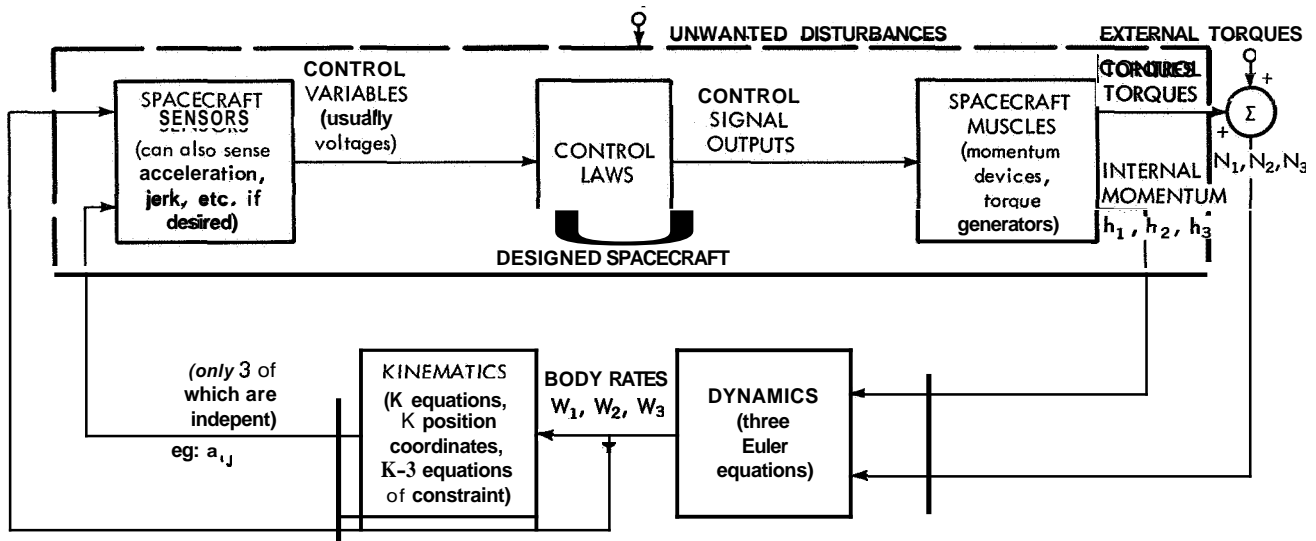 UNWANTED DISTURBANCES
EXTERNAL TORQUES
CONTROL
TORQUES
TORQUES
+
Σ
+
N₁, N₂, N₃
SPACECRAFT
SENSORS
SENSORS
(can also sense
acceleration,
jerk, etc. if
desired)
CONTROL
VARIABLES
(usually
voltages)
CONTROL
LAWS
CONTROL
SIGNAL
OUTPUTS
SPACECRAFT
MUSCLES
(momentum
devices,
torque
generators)
INTERNAL
MOMENTUM
h₁, h₂, h₃
DESIGNED SPACECRAFT
(only 3 of
which are
indepent)
eg: aᵢⱼ
KINEMATICS
(K equations,
K position
coordinates,
K-3 equations
of constraint)
BODY RATES
W₁, W₂, W₃
DYNAMICS
(three
Euler
equations)